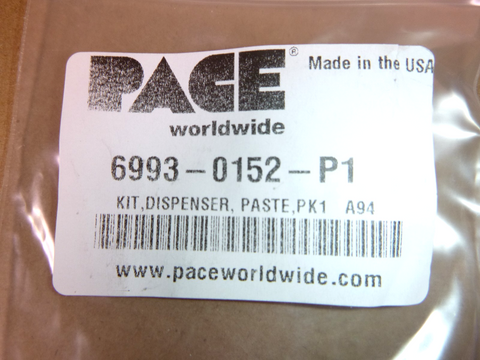 PACE® Made in the USA
worldwide
6993-0152-P1
KIT,DISPENSER, PASTE,PK1 A94
www.paceworldwide.com